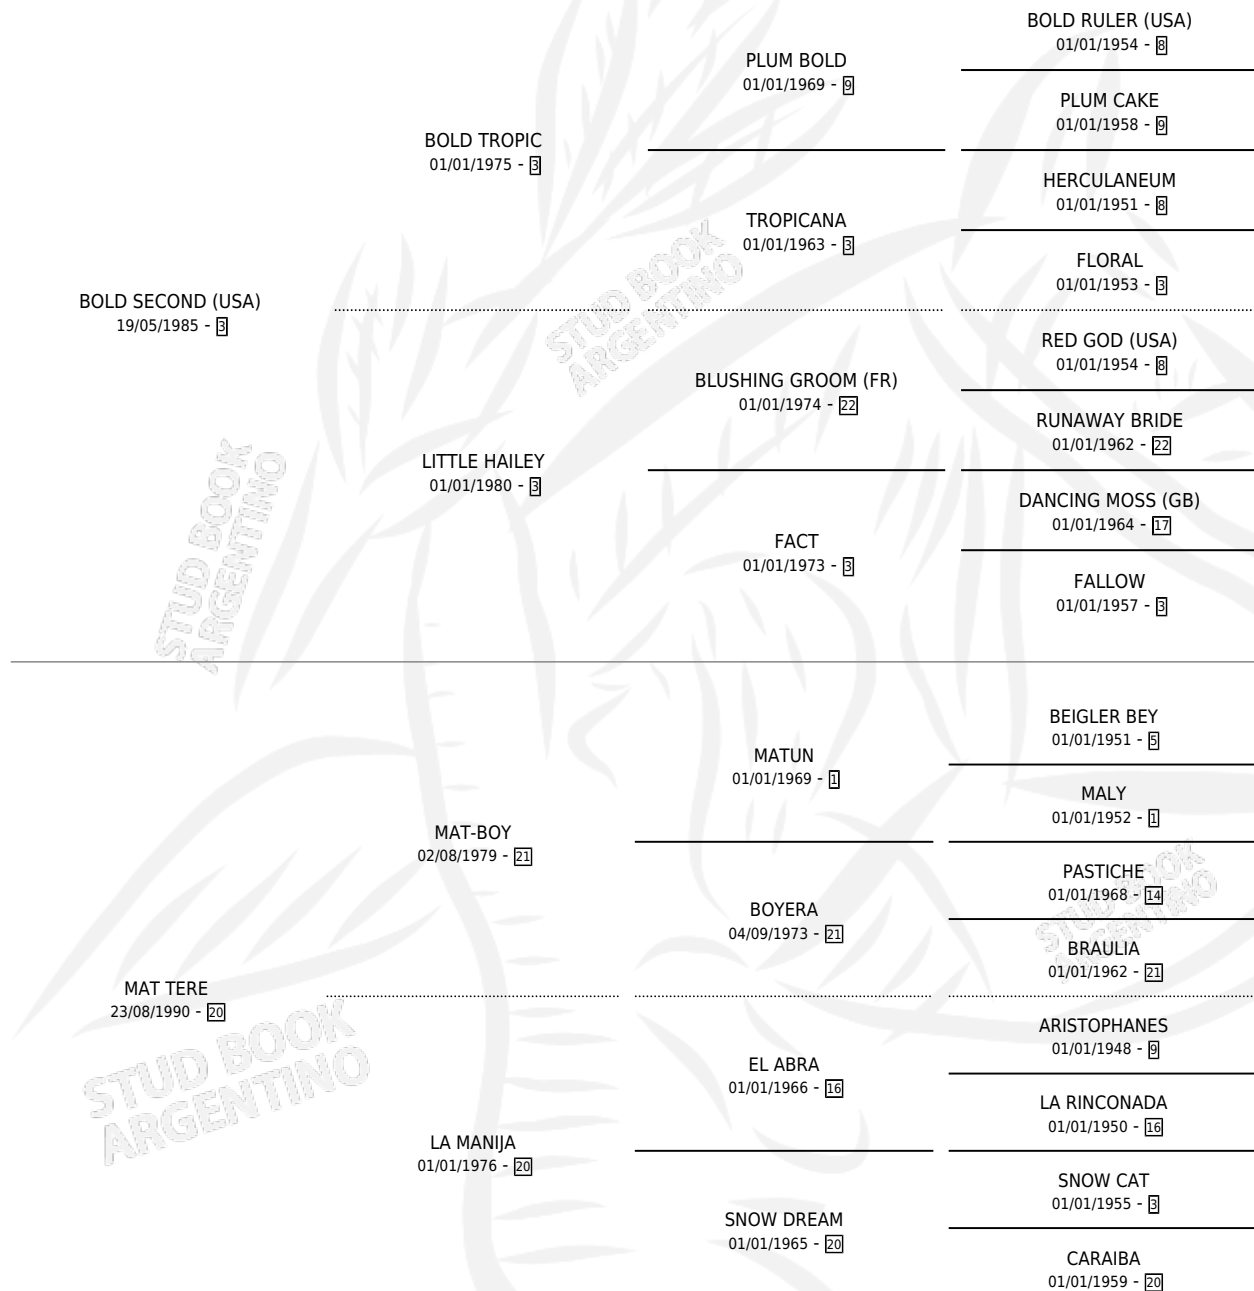 BOLD RULER (USA)
01/01/1954 - 8
PLUM BOLD
01/01/1969 - 9
PLUM CAKE
01/01/1958 - 9
BOLD TROPIC
01/01/1975 - 3
HERCULANEUM
01/01/1951 - 8
TROPICANA
01/01/1963 - 3
FLORAL
01/01/1953 - 3
BOLD SECOND (USA)
19/05/1985 - 3
RED GOD (USA)
01/01/1954 - 8
BLUSHING GROOM (FR)
01/01/1974 - 22
RUNAWAY BRIDE
01/01/1962 - 22
LITTLE HAILEY
01/01/1980 - 3
DANCING MOSS (GB)
01/01/1964 - 17
FACT
01/01/1973 - 3
FALLOW
01/01/1957 - 3
BEIGLER BEY
01/01/1951 - 5
MATUN
01/01/1969 - 1
MALY
01/01/1952 - 1
MAT-BOY
02/08/1979 - 21
PASTICHE
01/01/1968 - 14
BOYERA
04/09/1973 - 21
BRAULIA
01/01/1962 - 21
MAT TERE
23/08/1990 - 20
ARISTOPHANES
01/01/1948 - 9
EL ABRA
01/01/1966 - 16
LA RINCONADA
01/01/1950 - 16
LA MANIJA
01/01/1976 - 20
SNOW CAT
01/01/1955 - 3
SNOW DREAM
01/01/1965 - 20
CARAIBA
01/01/1959 - 20
STUD BOOK
ARGENTINO
STUD BOOK
ARGENTINO
STUD BOOK
ARGENTINO
STUD BOOK
ARGENTINO